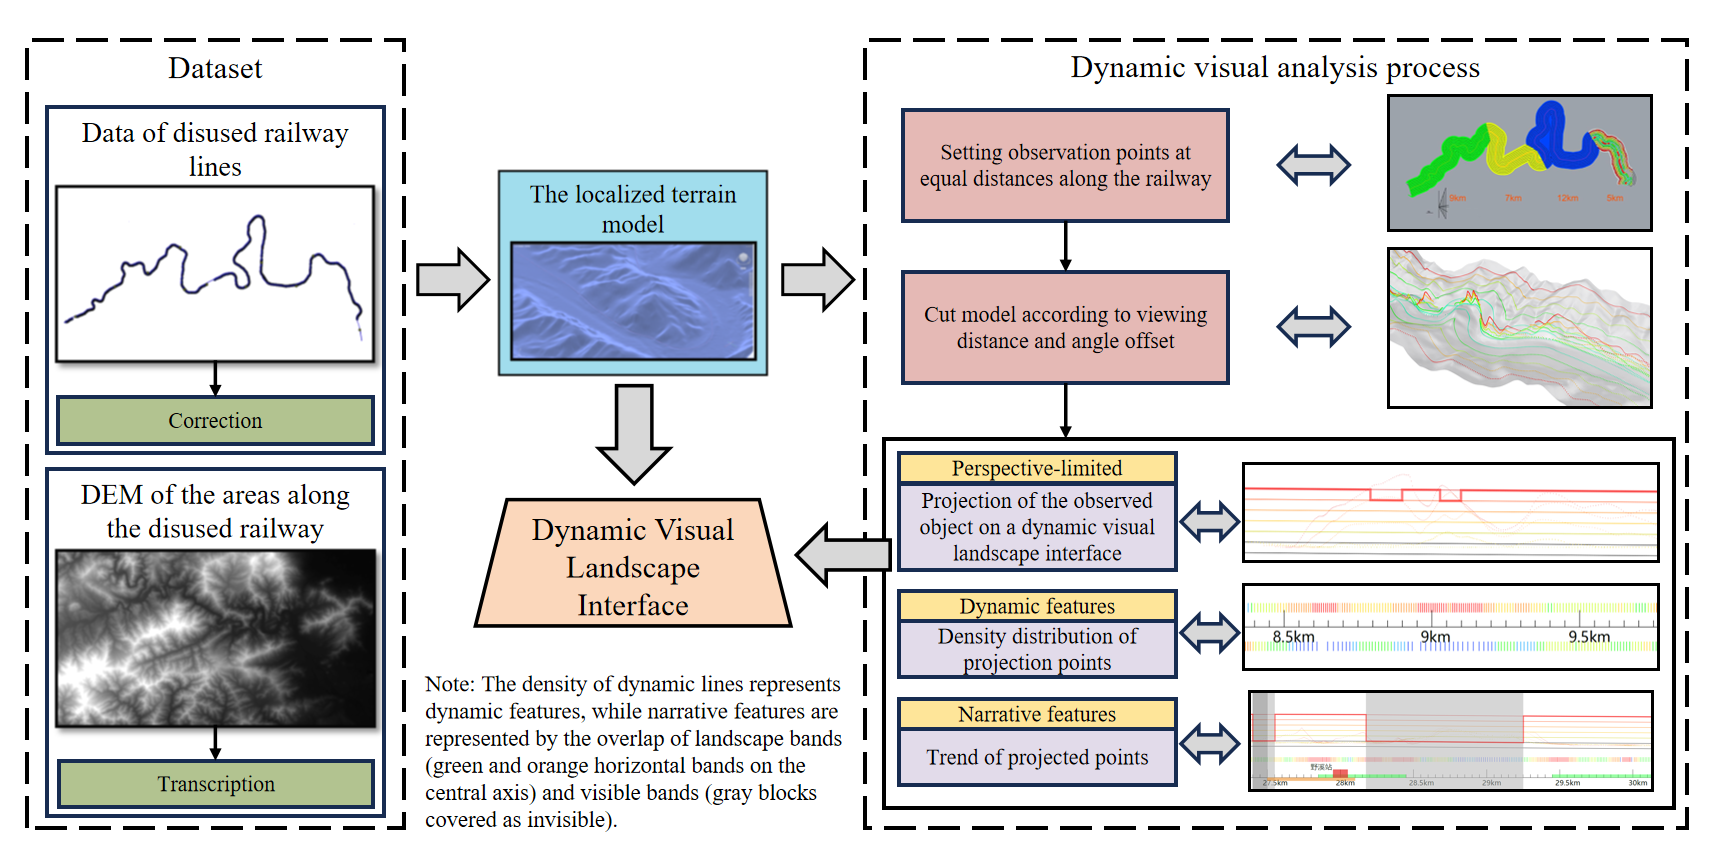 Dataset
Data of disused railway
lines
Correction
DEM of the areas along
the disused railway
Transcription
The localized terrain
model
Dynamic Visual
Landscape
Interface
Note: The density of dynamic lines represents
dynamic features, while narrative features are
represented by the overlap of landscape bands
(green and orange horizontal bands on the
central axis) and visible bands (gray blocks
covered as invisible).
Dynamic visual analysis process
Setting observation points at
equal distances along the railway
9km 7km 12km 5km
Cut model according to viewing
distance and angle offset
Perspective-limited
Projection of the observed
object on a dynamic visual
landscape interface
Dynamic features
Density distribution of
projection points
8.5km 9km 9.5km
Narrative features
Trend of projected points
野溪站
27.5km 28km 28.5km 29km 29.5km 30km